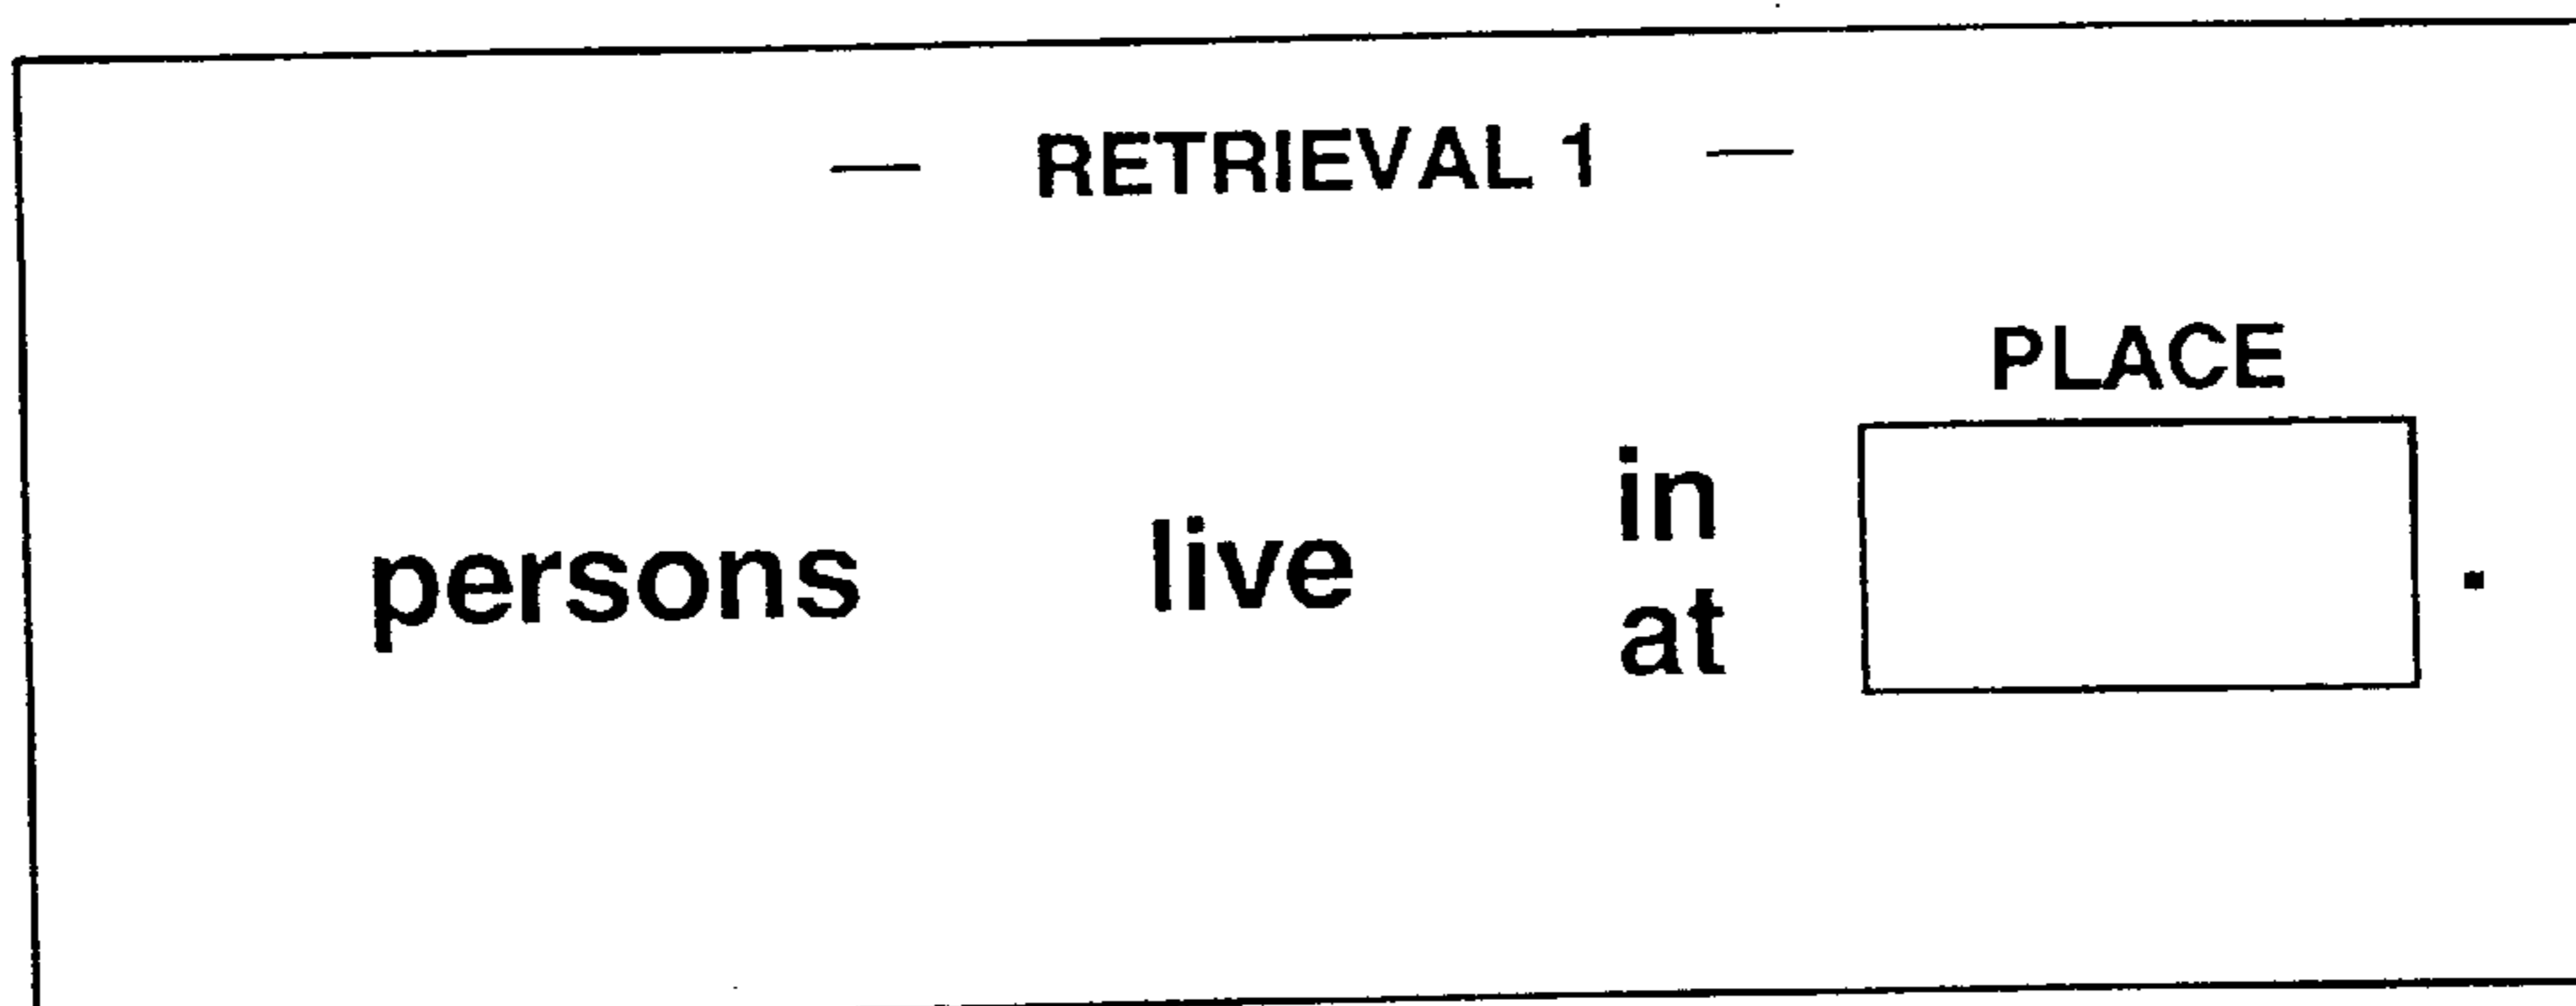 — RETRIEVAL 1 —
PLACE
in
persons live
at
.